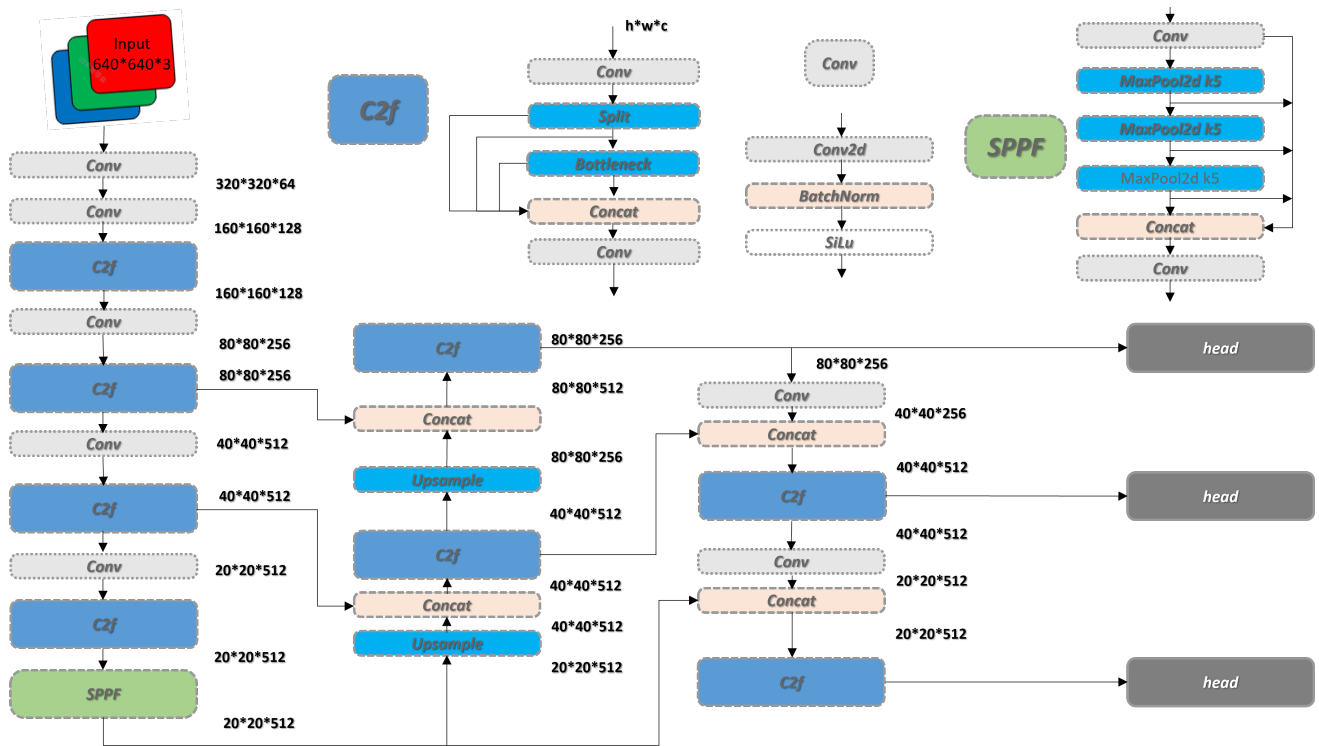 Input
640*640*3
Conv
320*320*64
Conv
160*160*128
C2f
160*160*128
Conv
80*80*256
C2f
80*80*256
Conv
40*40*512
C2f
40*40*512
Conv
20*20*512
C2f
20*20*512
SPPF
20*20*512
C2f
h*w*c
Conv
Split
Bottleneck
Concat
Conv
Conv
Conv2d
BatchNorm
SiLu
SPPF
Conv
MaxPool2d k5
MaxPool2d k5
MaxPool2d k5
Concat
Conv
C2f
80*80*256
80*80*512
Concat
80*80*256
Upsample
40*40*512
C2f
40*40*512
Concat
40*40*512
Upsample
20*20*512
80*80*256
Conv
40*40*256
Concat
40*40*512
C2f
40*40*512
Conv
20*20*512
Concat
20*20*512
C2f
head
head
head